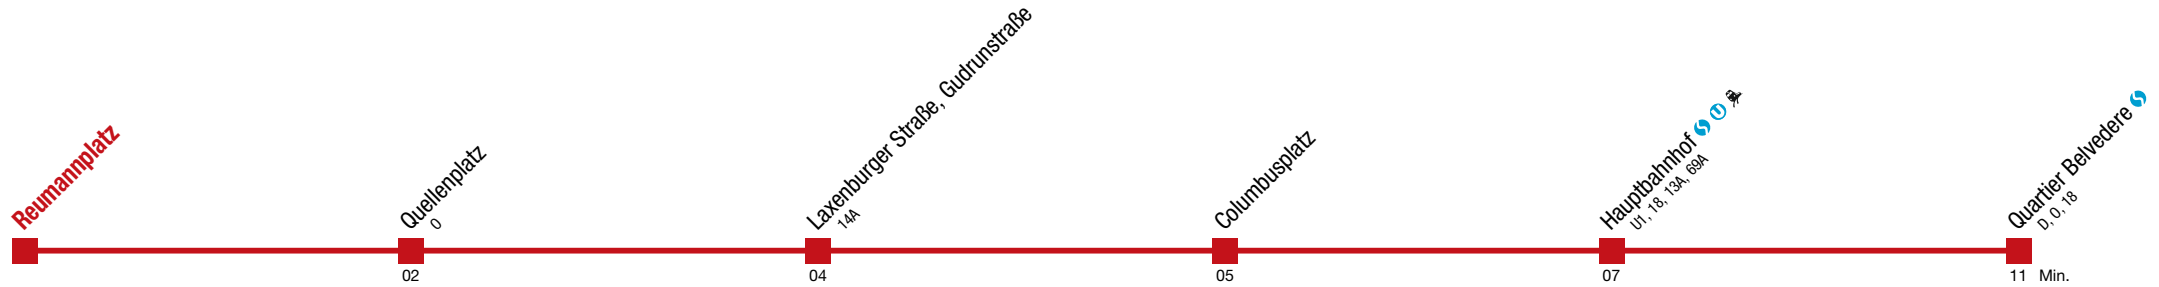 Reumannplatz
Quellenplatz
O
02
Laxenburger Straße, Gudrunstraße
14A
04
Columbusplatz
05
Hauptbahnhof S U
U1, 18, 13A, 69A
07
Quartier Belvedere S
D, O, 18
11 Min.